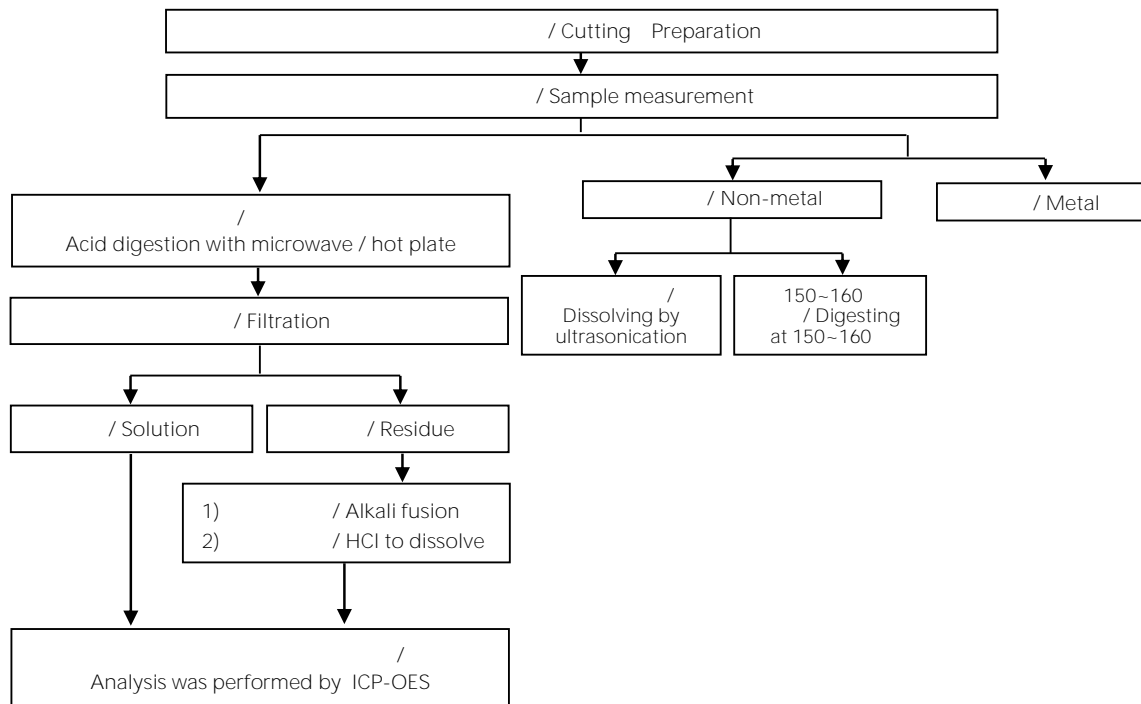 / Cutting Preparation
/ Sample measurement
/
Acid digestion with microwave / hot plate
/ Non-metal
/ Metal
/
Dissolving by
ultrasonication
150~160
/ Digesting
at 150~160
/ Filtration
/ Solution
/ Residue
1) / Alkali fusion
2) / HCl to dissolve
/
Analysis was performed by ICP-OES